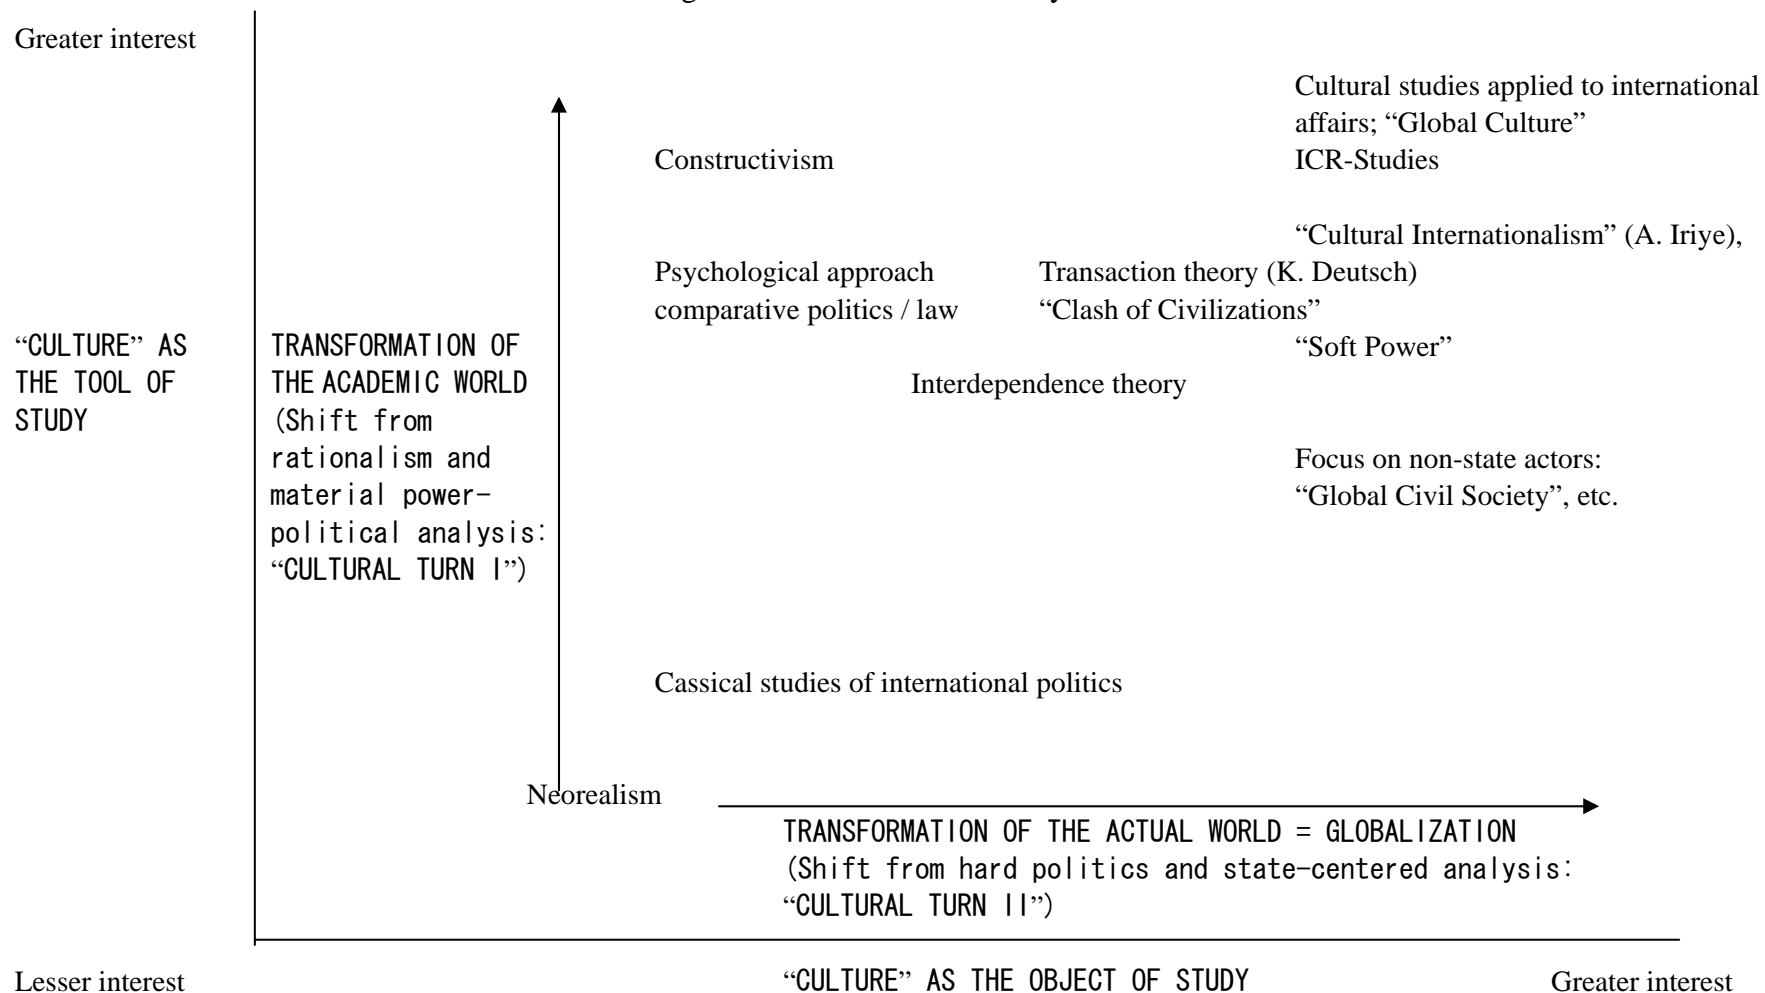 Greater interest
Cultural studies applied to international
affairs; “Global Culture”
Constructivism
ICR-Studies
“Cultural Internationalism” (A. Iriye),
Psychological approach
Transaction theory (K. Deutsch)
comparative politics / law
“Clash of Civilizations”
“CULTURE” AS
THE TOOL OF
STUDY
TRANSFORMATION OF
THE ACADEMIC WORLD
(Shift from
rationalism and
material power-
political analysis:
“CULTURAL TURN I”)
“Soft Power”
Interdependence theory
Focus on non-state actors:
“Global Civil Society”, etc.
Cassical studies of international politics
Neorealism
TRANSFORMATION OF THE ACTUAL WORLD = GLOBALIZATION
(Shift from hard politics and state-centered analysis:
“CULTURAL TURN II”)
Lesser interest
“CULTURE” AS THE OBJECT OF STUDY
Greater interest